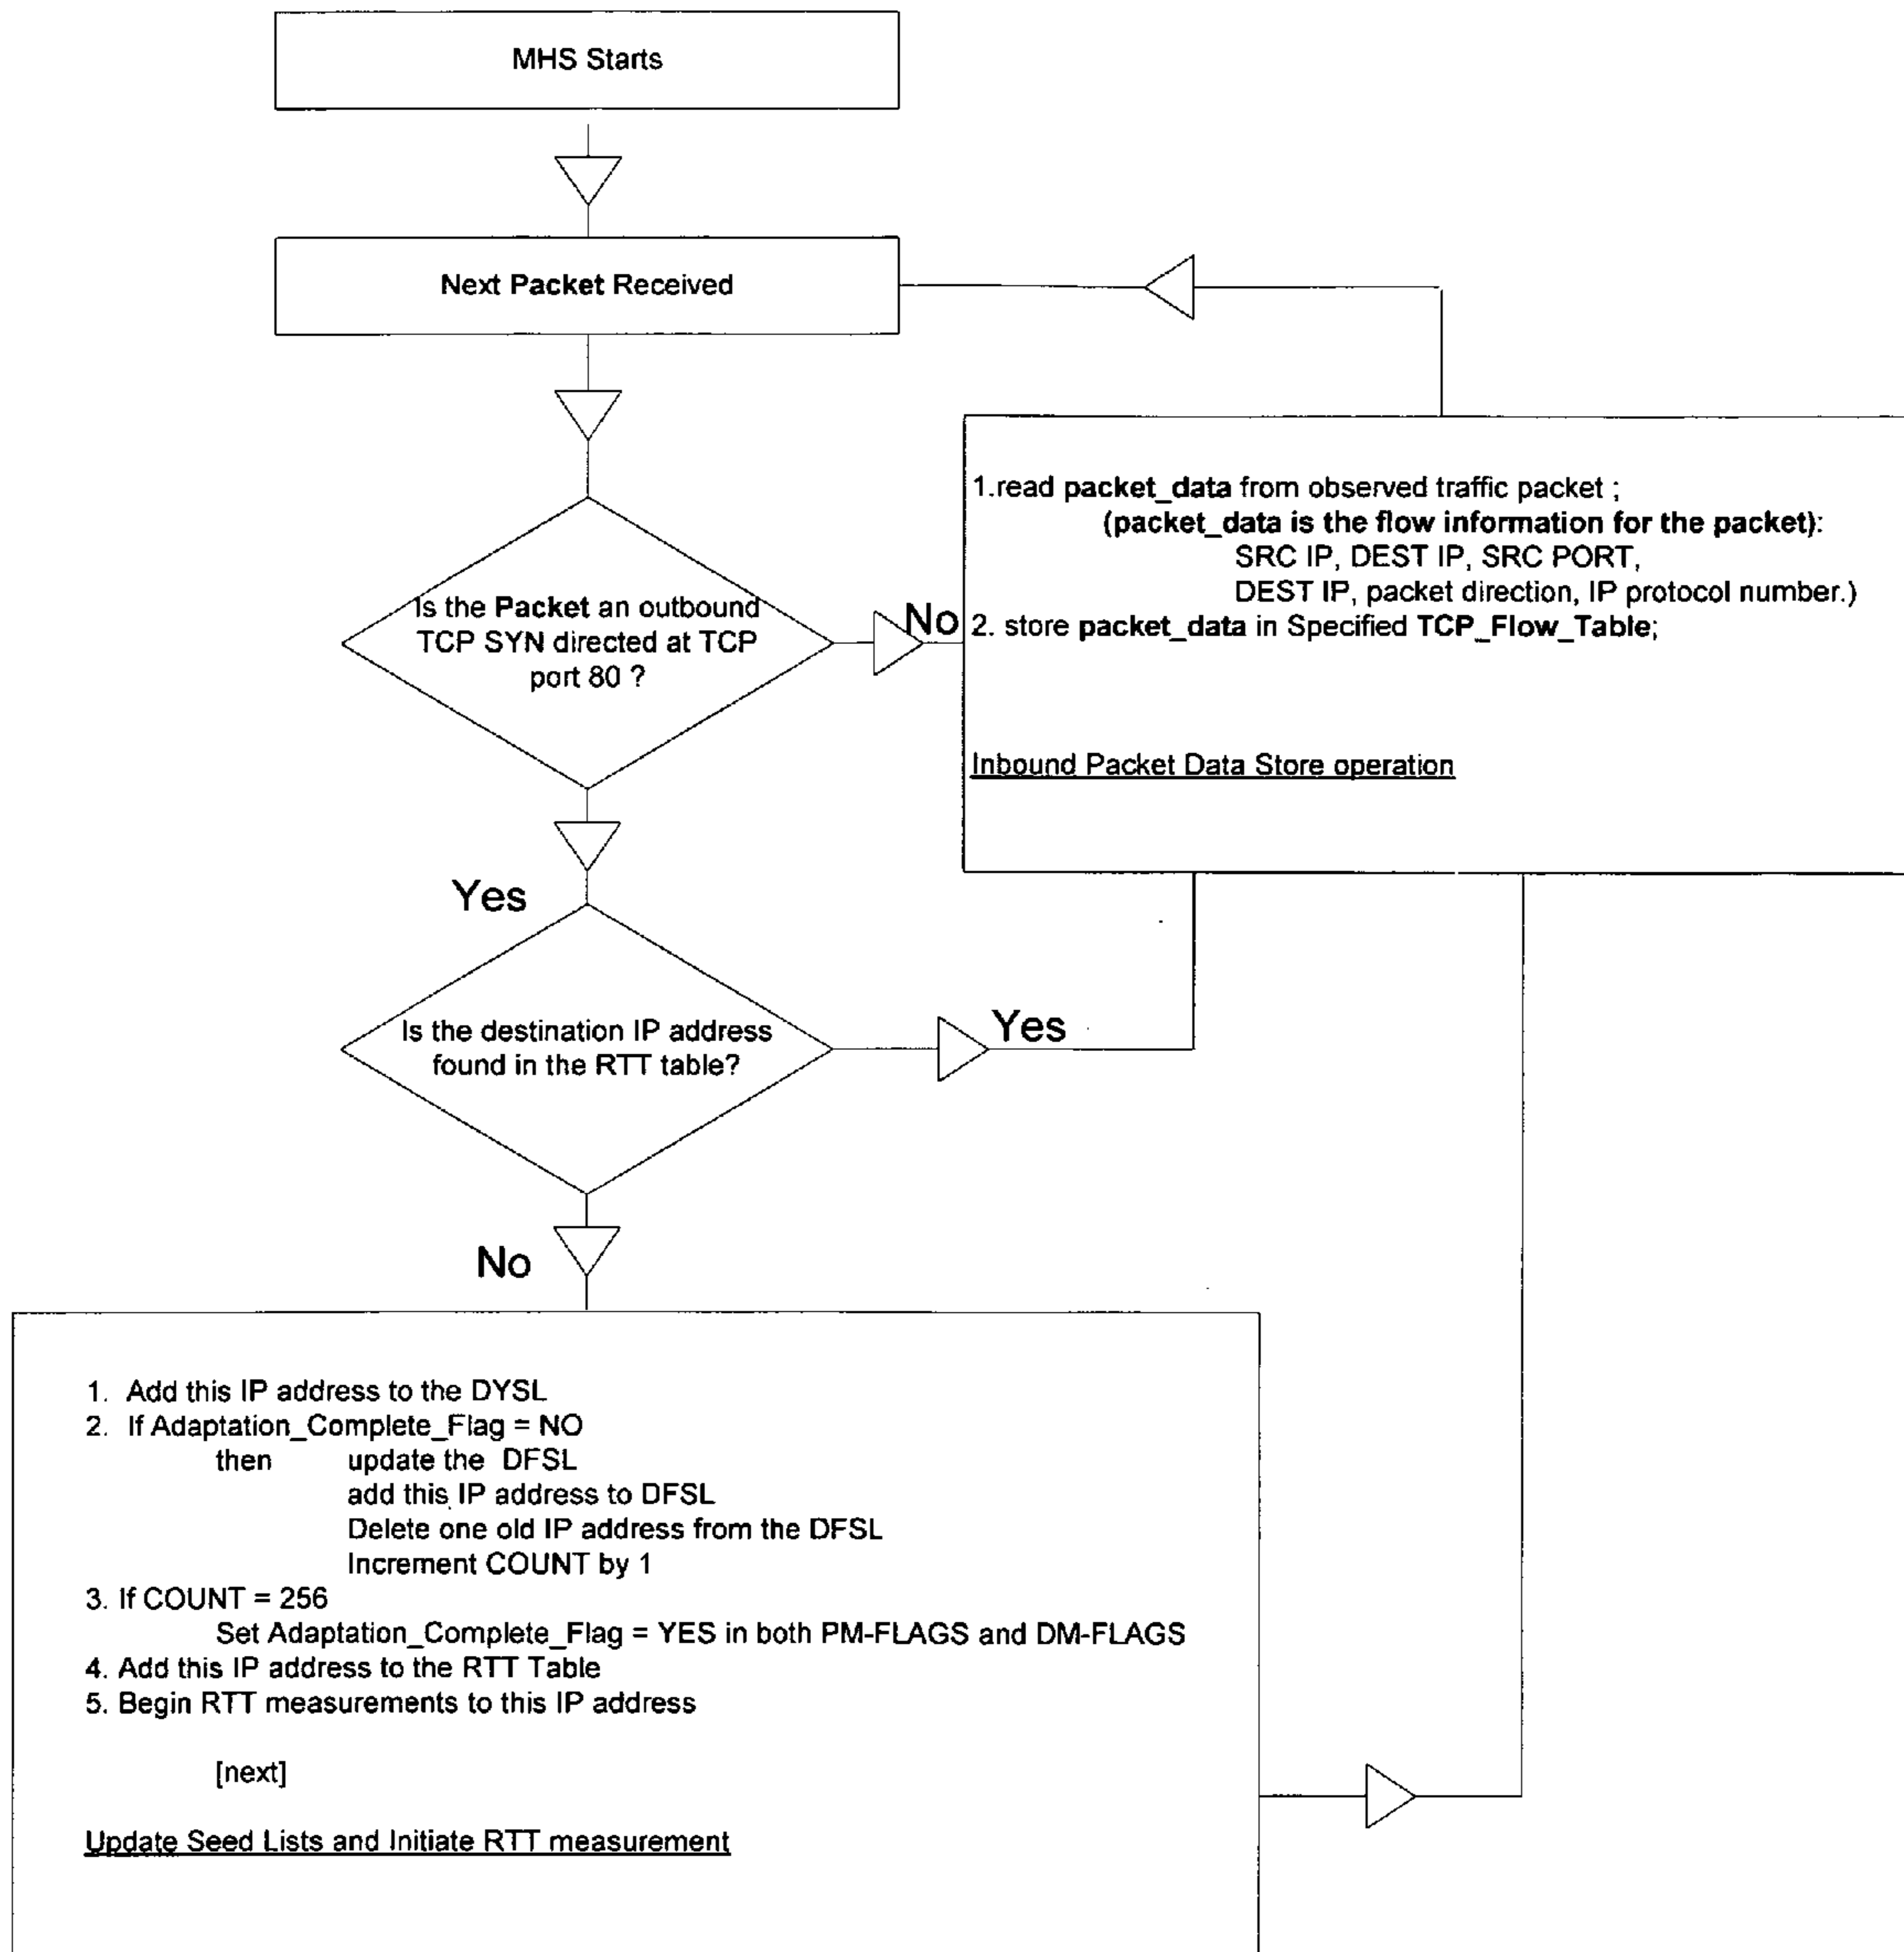 MHS Starts
Next Packet Received
Is the Packet an outbound
TCP SYN directed at TCP
port 80 ?
No
1.read packet_data from observed traffic packet ;
(packet_data is the flow information for the packet):
SRC IP, DEST IP, SRC PORT,
DEST IP, packet direction, IP protocol number.)
2. store packet_data in Specified TCP_Flow_Table;
Inbound Packet Data Store operation
Yes
Is the destination IP address
found in the RTT table?
Yes
No
1. Add this IP address to the DYSL
2. If Adaptation_Complete_Flag = NO
then update the DFSL
add this IP address to DFSL
Delete one old IP address from the DFSL
Increment COUNT by 1
3. If COUNT = 256
Set Adaptation_Complete_Flag = YES in both PM-FLAGS and DM-FLAGS
4. Add this IP address to the RTT Table
5. Begin RTT measurements to this IP address
[next]
Update Seed Lists and Initiate RTT measurement